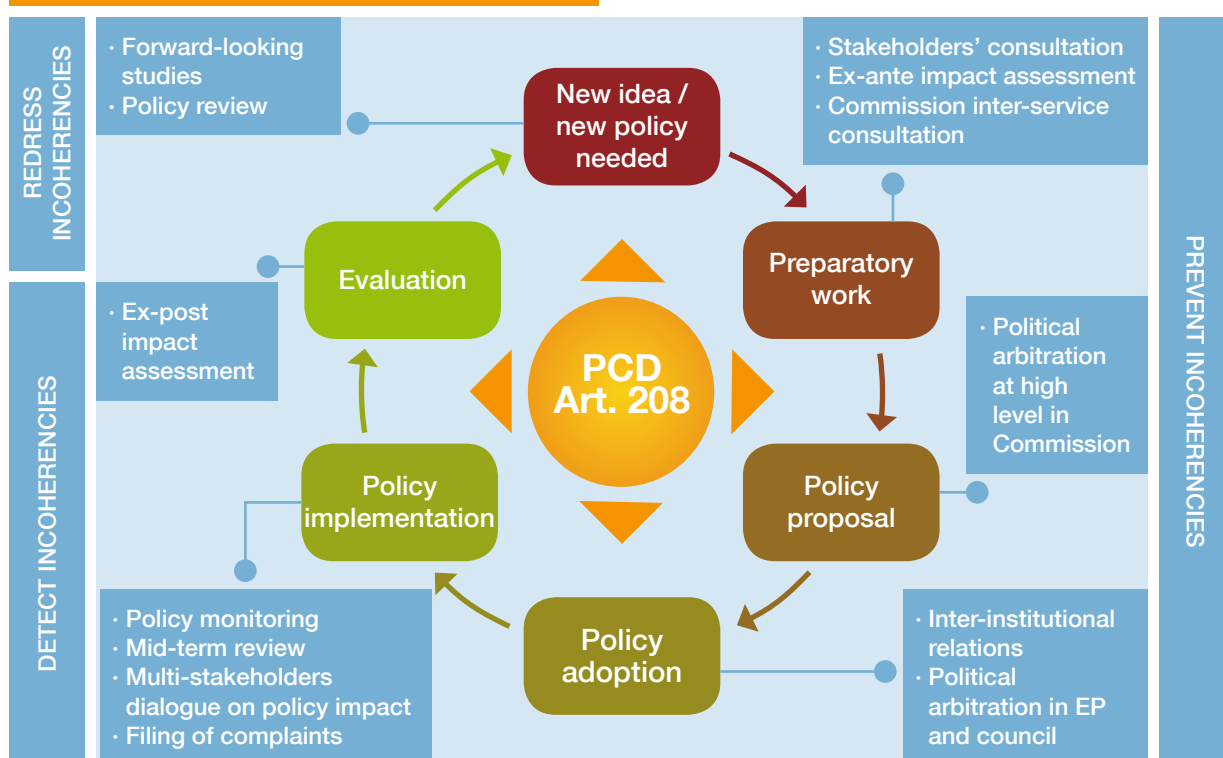 REDRESS
INCOHERENCIES
· Forward-looking
studies
· Policy review
New idea /
new policy
needed
· Stakeholders’ consultation
· Ex-ante impact assessment
· Commission inter-service
consultation
PREVENT INCOHERENCIES
Evaluation
Preparatory
work
DETECT INCOHERENCIES
· Ex-post
impact
assessment
PCD
Art. 208
· Political
arbitration
at high
level in
Commission
Policy
implementation
Policy
proposal
· Policy monitoring
· Mid-term review
· Multi-stakeholders
dialogue on policy impact
· Filing of complaints
Policy
adoption
· Inter-institutional
relations
· Political
arbitration in EP
and council